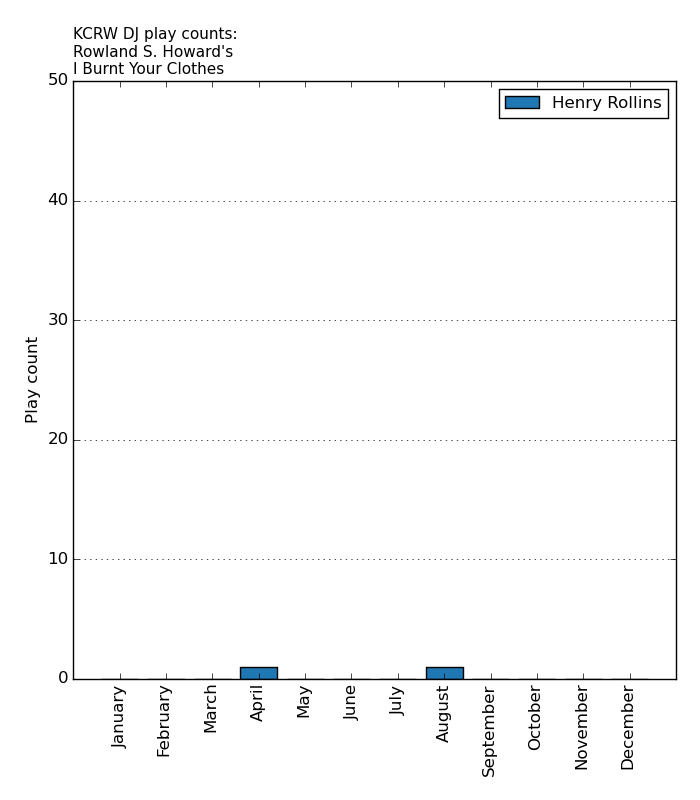 KCRW DJ play counts:
Rowland S. Howard's
I Burnt Your Clothes
Henry Rollins
50
40
30
20
10
0
Play count
January
February
March
April
May
June
July
August
September
October
November
December